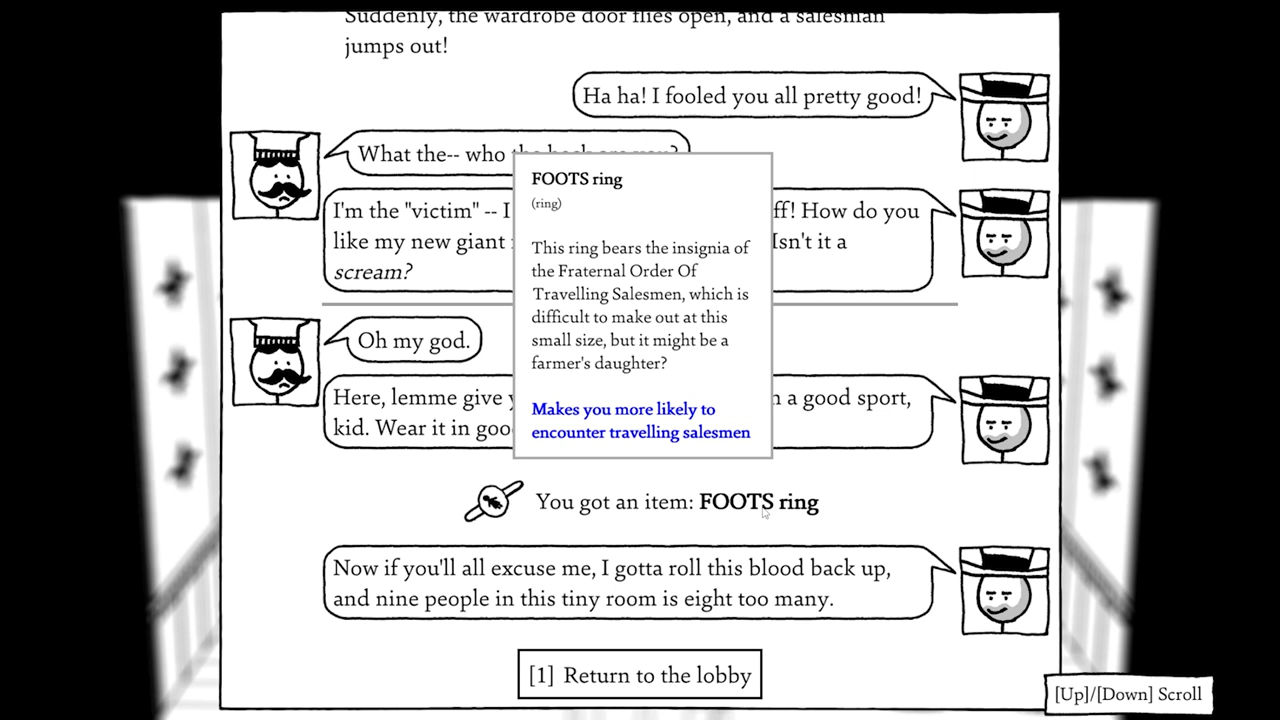 Suddenly, the wardrobe door flies open, and a salesman
jumps out!
Ha ha! I fooled you all pretty good!
What the-- who
I'm the "victim" -- I
ff! How do you
like my new giant
Isn't it a
scream?
FOOTS ring
(ring)
This ring bears the insignia of
the Fraternal Order Of
Travelling Salesmen, which is
difficult to make out at this
small size, but it might be a
farmer's daughter?
Makes you more likely to
encounter travelling salesmen
Oh my god.
Here, lemme give
a good sport,
kid. Wear it in
You got an item: FOOTS ring
Now if you'll all excuse me, I gotta roll this blood back up,
and nine people in this tiny room is eight too many.
[1] Return to the lobby
[Up]/[Down] Scroll